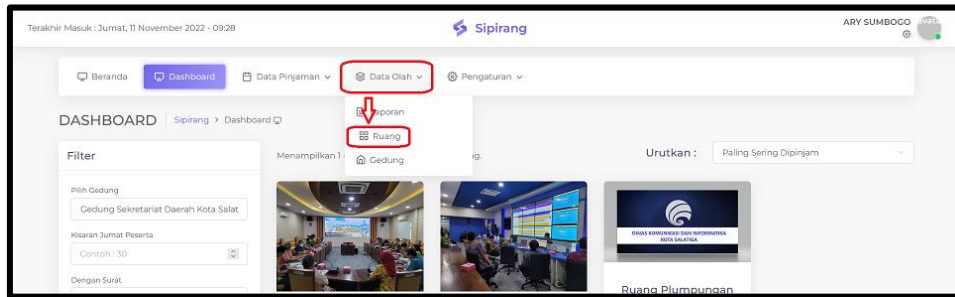 Terakhir Masuk : Jumat, 11 November 2022 - 09:28
Sipirang
ARY SUMBOGO
Beranda
Dashboard
Data Pinjaman
Data Olah
Pengaturan
Laporan
Ruang
Gedung
DASHBOARD
Sipirang > Dashboard
Filter
Menampilkan 1
Urutkan :
Paling Sering Dipinjam
Pilih Gedung
Gedung Sekretariat Daerah Kota Salat
Kisaran Jumat Peserta
Contoh : 30
Dengan Surat
DINAS KOMUNIKASI DAN INFORMATIKA
KOTA SALATIGA
Ruang Plumpungan